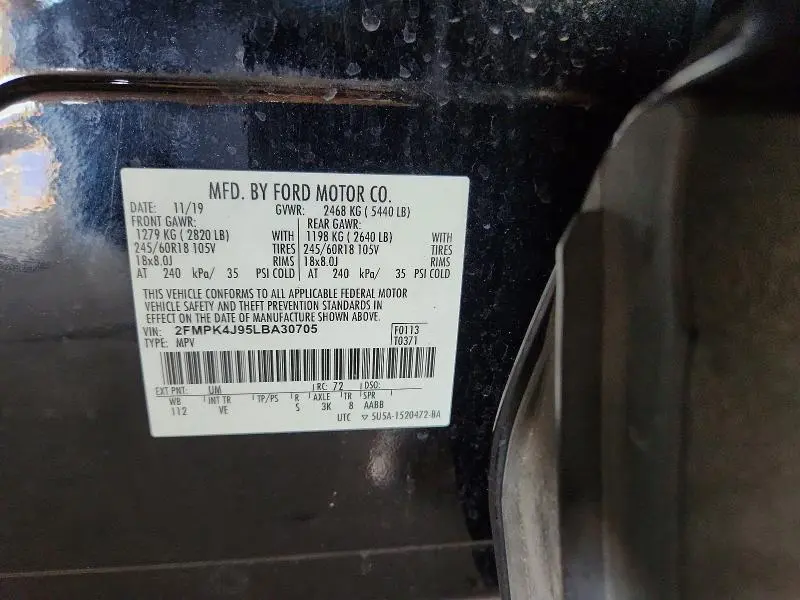 MFD. BY FORD MOTOR CO.
DATE: 11/19 GVWR: 2468 KG ( 5440 LB)
FRONT GAWR: REAR GAWR:
1279 KG ( 2820 LB) WITH 1198 KG ( 2640 LB) WITH
245/60R18 105V TIRES 245/60R18 105V TIRES
18x8.0J RIMS 18x8.0J RIMS
AT 240 kPa/ 35 PSI COLD AT 240 kPa/ 35 PSI COLD
THIS VEHICLE CONFORMS TO ALL APPLICABLE FEDERAL MOTOR
VEHICLE SAFETY AND THEFT PREVENTION STANDARDS IN
EFFECT ON THE DATE OF MANUFACTURE SHOWN ABOVE.
VIN: 2FMPK4J95LBA30705 F0113
TYPE: MPV T0371
EXT PNT: UM RC: 72 DSO:
WB INT TR TP/PS R AXLE TR SPR
112 VE S 3K 8 AABB
UTC ▽ 5U5A-1520472-BA